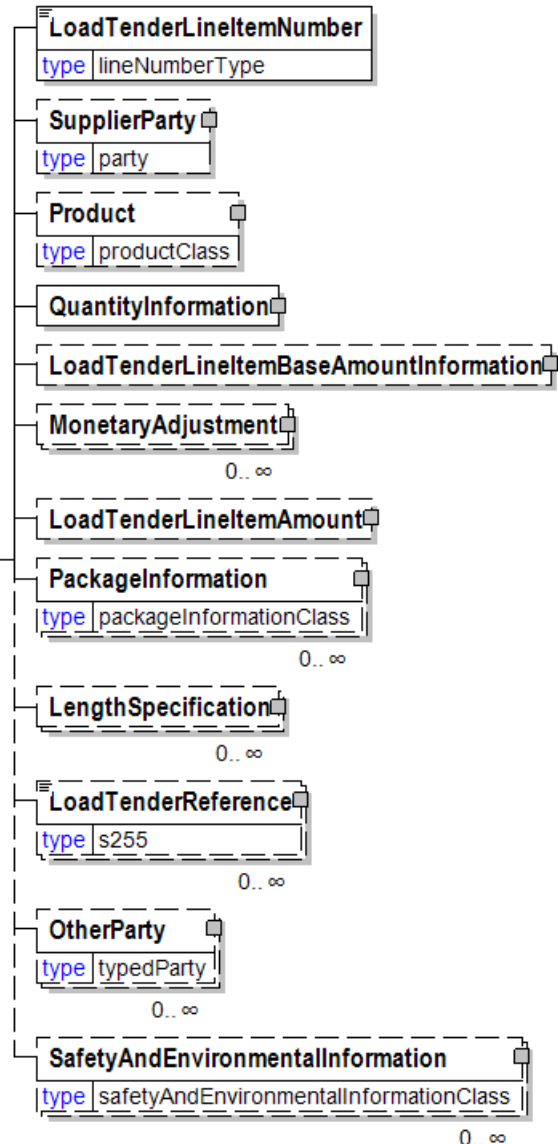 LoadTenderLineItemNumber
type lineNumberType
SupplierParty
type party
Product
type productClass
QuantityInformation
LoadTenderLineItemBaseAmountInformation
MonetaryAdjustment
0.. ∞
LoadTenderLineItemAmount
PackageInformation
type packageInformationClass
0.. ∞
LengthSpecification
0.. ∞
LoadTenderReference
type s255
0.. ∞
OtherParty
type typedParty
0.. ∞
SafetyAndEnvironmentalInformation
type safetyAndEnvironmentalInformationClass
0.. ∞